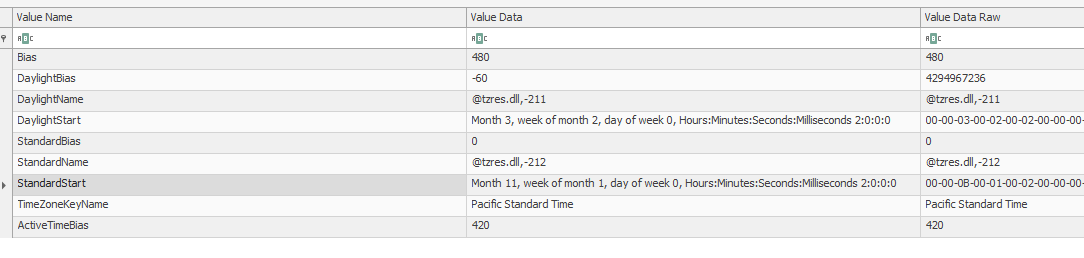 Value Name Value Data Value Data Raw
ABC ABC ABC
Bias 480 480
DaylightBias -60 4294967236
DaylightName @tzres.dll,-211 @tzres.dll,-211
DaylightStart Month 3, week of month 2, day of week 0, Hours:Minutes:Seconds:Milliseconds 2:0:0:0 00-00-03-00-02-00-02-00-00-00-
StandardBias 0 0
StandardName @tzres.dll,-212 @tzres.dll,-212
StandardStart Month 11, week of month 1, day of week 0, Hours:Minutes:Seconds:Milliseconds 2:0:0:0 00-00-0B-00-01-00-02-00-00-00-
TimeZoneKeyName Pacific Standard Time Pacific Standard Time
ActiveTimeBias 420 420